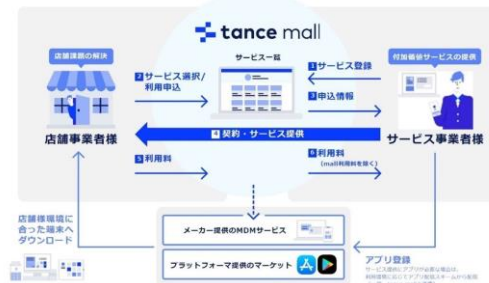 tance mall
店舗課題の解決
サービス一覧
付加価値サービスの提供
1 サービス登録
2 サービス選択/
利用申込
3 申込情報
4 契約・サービス提供
店舗事業者様
サービス事業者様
5 利用料
6 利用料
(mall利用料を除く)
店舗様環境に
合った端末へ
ダウンロード
メーカー提供のMDMサービス
プラットフォーマ提供のマーケット
アプリ登録